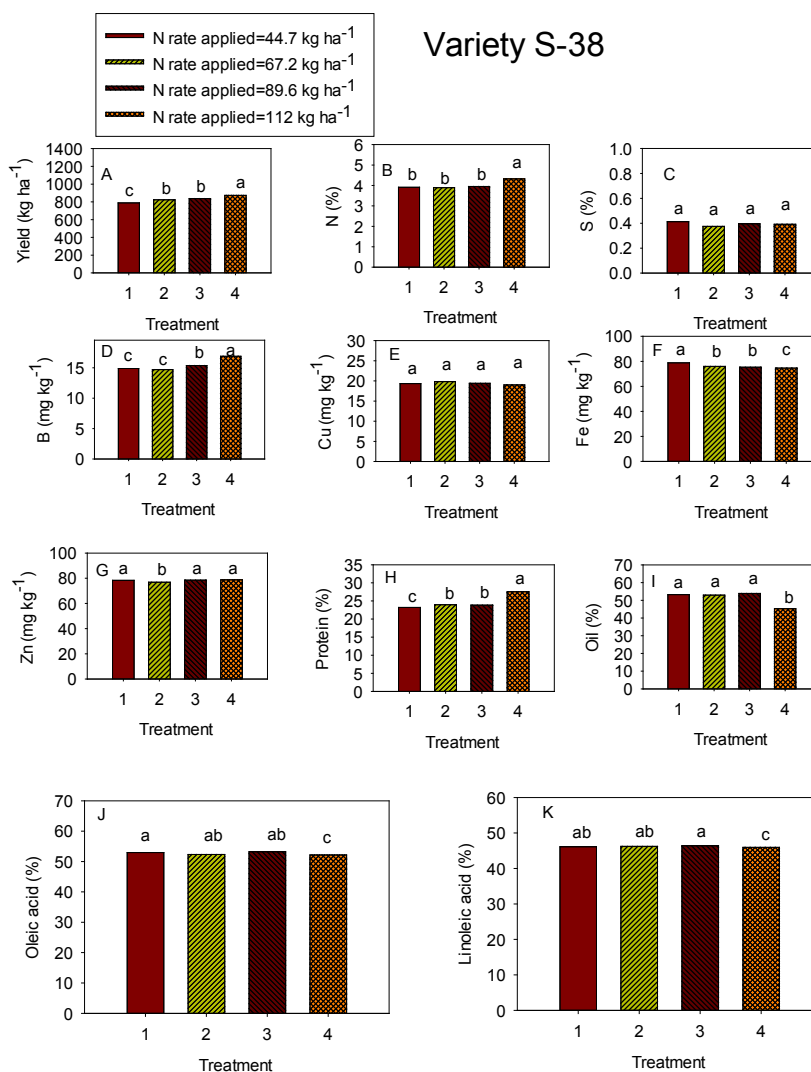 N rate applied=44.7 kg ha⁻¹
N rate applied=67.2 kg ha⁻¹
N rate applied=89.6 kg ha⁻¹
N rate applied=112 kg ha⁻¹
Variety S-38
A
Yield (kg ha⁻¹)
1400
1200
1000
800
600
400
200
0
c b b a
1 2 3 4
Treatment
B
N (%)
6
5
4
3
2
1
0
b b b a
1 2 3 4
Treatment
C
S (%)
1.0
0.8
0.6
0.4
0.2
0.0
a a a a
1 2 3 4
Treatment
D
B (mg kg⁻¹)
15
10
5
0
c c b a
1 2 3 4
Treatment
E
Cu (mg kg⁻¹)
30
25
20
15
10
5
0
a a a a
1 2 3 4
Treatment
F
Fe (mg kg⁻¹)
100
80
60
40
20
0
a b b c
1 2 3 4
Treatment
G
Zn (mg kg⁻¹)
100
80
60
40
20
0
a b a a
1 2 3 4
Treatment
H
Protein (%)
35
30
25
20
15
10
5
0
c b b a
1 2 3 4
Treatment
I
Oil (%)
70
60
50
40
30
20
10
0
a a a b
1 2 3 4
Treatment
J
Oleic acid (%)
70
60
50
40
30
20
10
0
a ab ab c
1 2 3 4
Treatment
K
Linoleic acid (%)
60
50
40
30
20
10
0
ab ab a c
1 2 3 4
Treatment